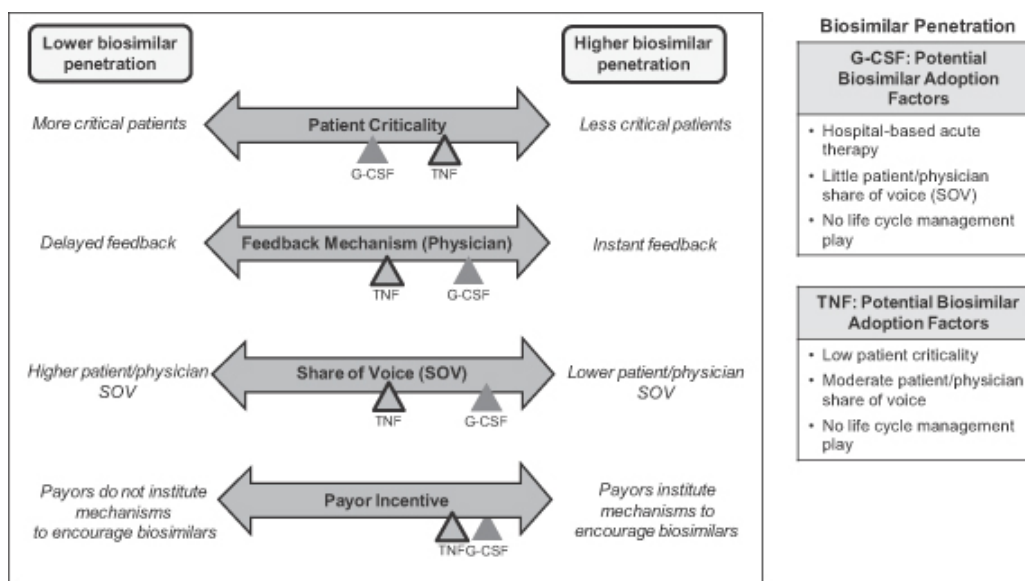 Lower biosimilar
penetration
Higher biosimilar
penetration
More critical patients
Patient Criticality
Less critical patients
G-CSF
TNF
Delayed feedback
Feedback Mechanism (Physician)
Instant feedback
TNF
G-CSF
Higher patient/physician
SOV
Share of Voice (SOV)
Lower patient/physician
SOV
TNF
G-CSF
Payors do not institute
mechanisms
to encourage biosimilars
Payor Incentive
Payors institute
mechanisms to
encourage biosimilars
TNF
G-CSF
Biosimilar Penetration
G-CSF: Potential
Biosimilar Adoption
Factors
• Hospital-based acute
therapy
• Little patient/physician
share of voice (SOV)
• No life cycle management
play
TNF: Potential Biosimilar
Adoption Factors
• Low patient criticality
• Moderate patient/physician
share of voice
• No life cycle management
play